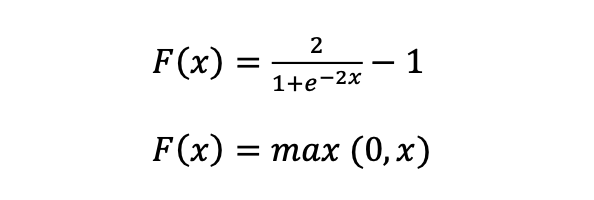 F(x) = 2/(1+e^{-2x}) − 1
F(x) = max (0, x)